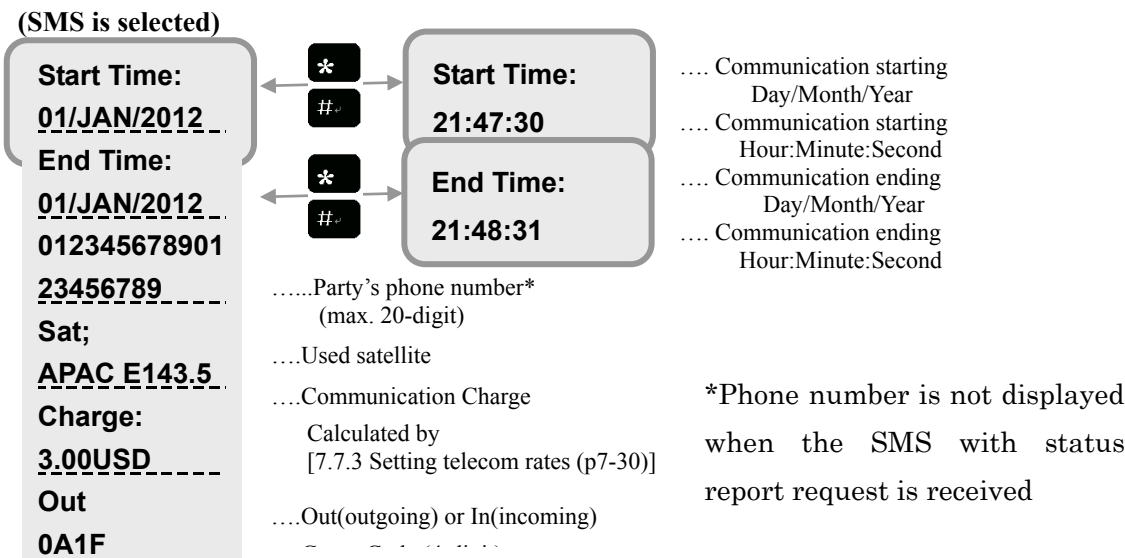 (SMS is selected)
Start Time:
01/JAN/2012
End Time:
01/JAN/2012
012345678901
23456789
Sat;
APAC E143.5
Charge:
3.00USD
Out
0A1F
*
#
Start Time:
21:47:30
*
#
End Time:
21:48:31
…. Communication starting
Day/Month/Year
…. Communication starting
Hour:Minute:Second
…. Communication ending
Day/Month/Year
…. Communication ending
Hour:Minute:Second
…...Party’s phone number*
(max. 20-digit)
….Used satellite
….Communication Charge
Calculated by
[7.7.3 Setting telecom rates (p7-30)]
….Out(outgoing) or In(incoming)
*Phone number is not displayed
when the SMS with status
report request is received